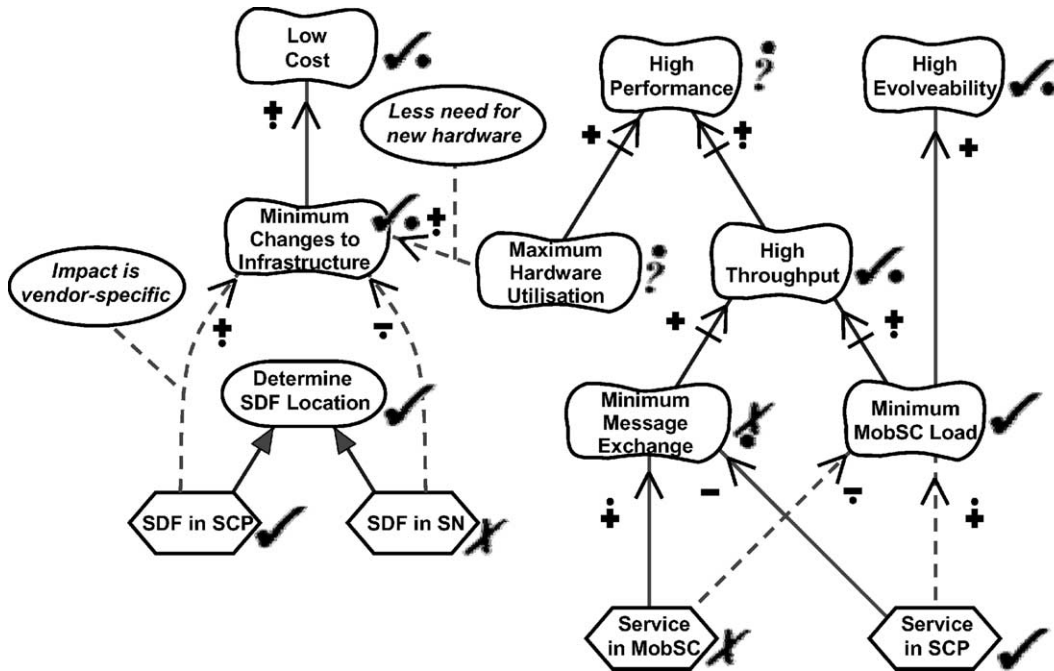 Low
Cost
Less need for
new hardware
High
Performance
?
High
Evolveability
+
+
+
+
Minimum
Changes to
Infrastructure
+
Impact is
vendor-specific
Maximum
Hardware
Utilisation
?
High
Throughput
+
-
+
+
Determine
SDF Location
Minimum
Message
Exchange
Minimum
MobSC Load
SDF in SCP
SDF in SN
+
-
-
+
Service
in MobSC
Service
in SCP